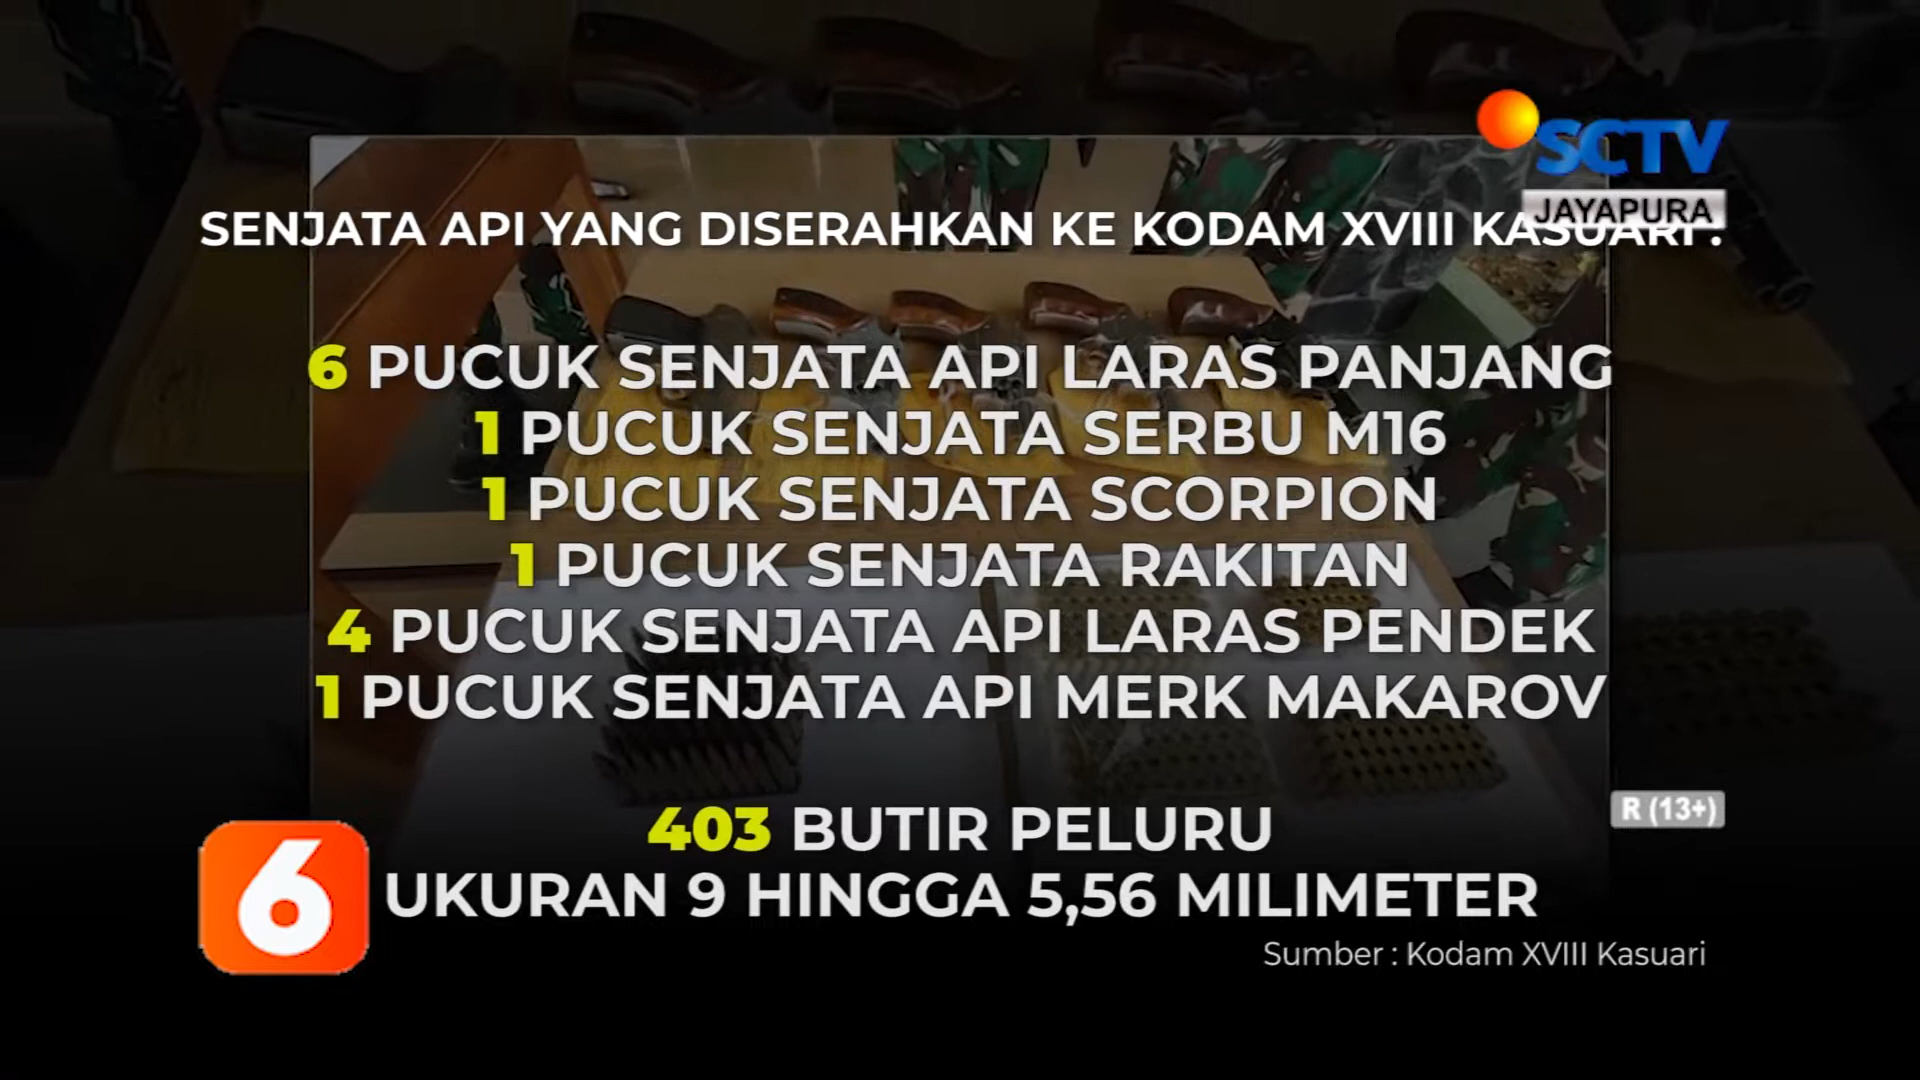 SCTV
JAYAPURA
SENJATA API YANG DISERAHKAN KE KODAM XVIII KASUARI :
6 PUCUK SENJATA API LARAS PANJANG
1 PUCUK SENJATA SERBU M16
1 PUCUK SENJATA SCORPION
1 PUCUK SENJATA RAKITAN
4 PUCUK SENJATA API LARAS PENDEK
1 PUCUK SENJATA API MERK MAKAROV
R (13+)
403 BUTIR PELURU
UKURAN 9 HINGGA 5,56 MILIMETER
6
Sumber : Kodam XVIII Kasuari